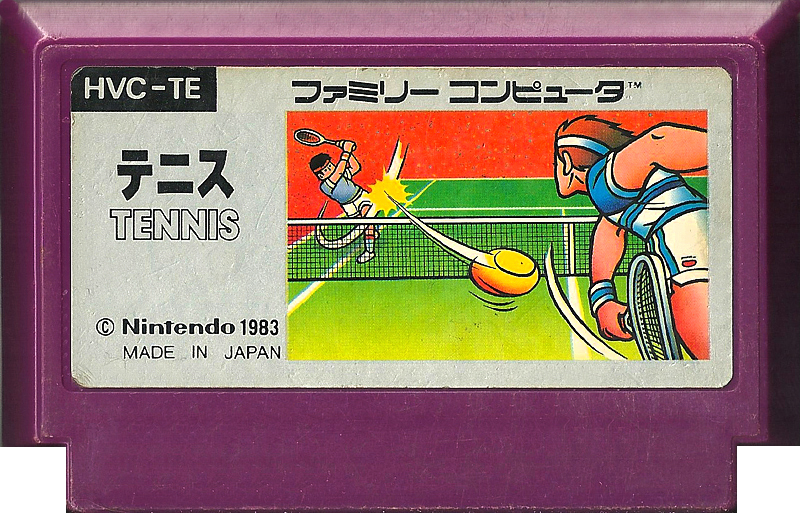 HVC-TE
ファミリー コンピュータ™
テニス
TENNIS
© Nintendo 1983
MADE IN JAPAN